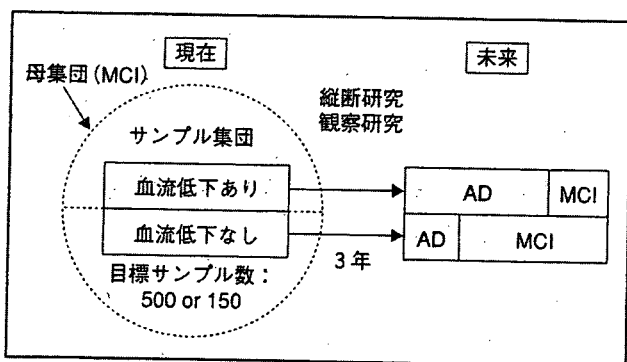 現在
未来
母集団(MCI)
縦断研究
観察研究
サンプル集団
血流低下あり
AD
MCI
血流低下なし
AD
MCI
3年
目標サンプル数:
500 or 150